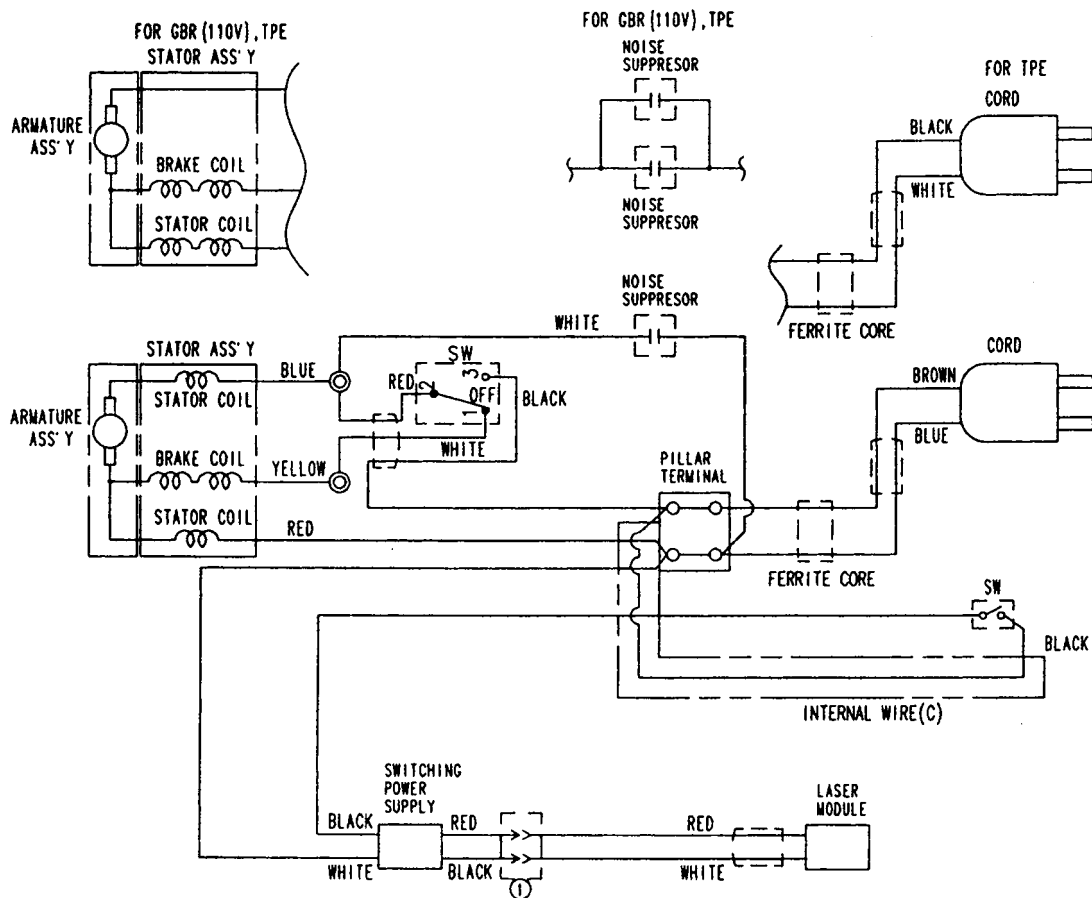 FOR GBR(110V),TPE
STATOR ASS'Y
ARMATURE
ASS'Y
BRAKE COIL
STATOR COIL
FOR GBR(110V),TPE
NOISE
SUPPRESOR
NOISE
SUPPRESOR
FOR TPE
CORD
BLACK
WHITE
FERRITE CORE
NOISE
SUPPRESOR
WHITE
STATOR ASS'Y
BLUE
STATOR COIL
ARMATURE
ASS'Y
BRAKE COIL
YELLOW
STATOR COIL
RED
SW
3
RED
2
OFF
1
BLACK
WHITE
CORD
BROWN
BLUE
PILLAR
TERMINAL
FERRITE CORE
SW
BLACK
INTERNAL WIRE(C)
SWITCHING
POWER
SUPPLY
BLACK
RED
WHITE
BLACK
1
RED
WHITE
LASER
MODULE